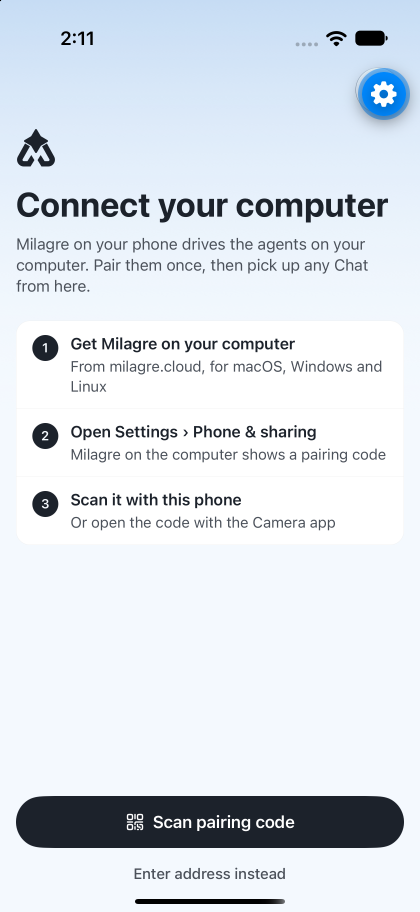 2:11
Connect your computer
Milagre on your phone drives the agents on your
computer. Pair them once, then pick up any Chat
from here.
1
Get Milagre on your computer
From milagre.cloud, for macOS, Windows and
Linux
2
Open Settings › Phone & sharing
Milagre on the computer shows a pairing code
3
Scan it with this phone
Or open the code with the Camera app
Scan pairing code
Enter address instead